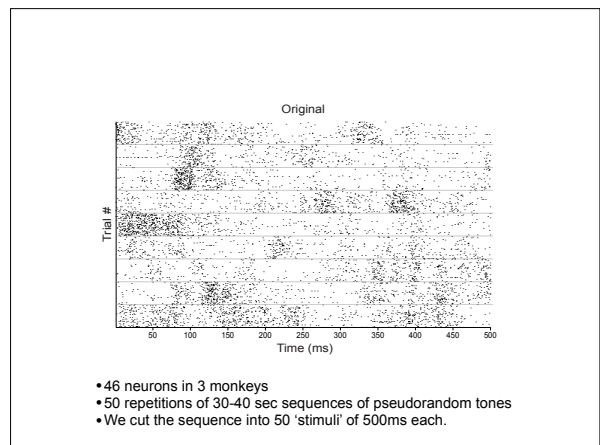 Original
Trial #
50 100 150 200 250 300 350 400 450 500
Time (ms)
• 46 neurons in 3 monkeys
• 50 repetitions of 30-40 sec sequences of pseudorandom tones
• We cut the sequence into 50 ‘stimuli’ of 500ms each.